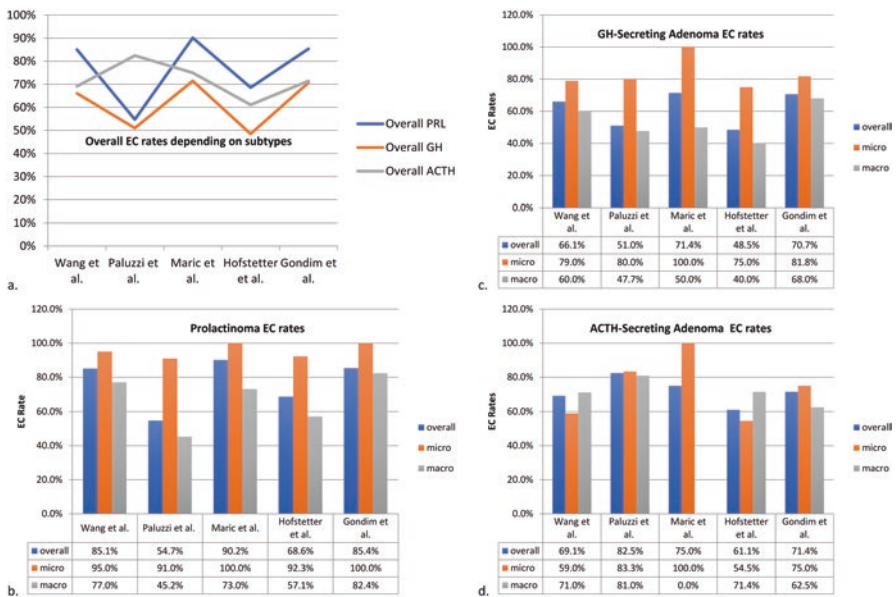 100%
90%
80%
70%
60%
50%
40%
30%
20%
10%
0%
Overall EC rates depending on subtypes
Overall PRL
Overall GH
Overall ACTH
Wang et al.
Paluzzi et al.
Maric et al.
Hofstetter et al.
Gondim et al.
a.
120.0%
100.0%
80.0%
60.0%
40.0%
20.0%
0.0%
EC Rates
GH-Secreting Adenoma EC rates
overall
micro
macro
Wang et al. Paluzzi et al. Maric et al. Hofstetter et al. Gondim et al.
overall 66.1% 51.0% 71.4% 48.5% 70.7%
micro 79.0% 80.0% 100.0% 75.0% 81.8%
macro 60.0% 47.7% 50.0% 40.0% 68.0%
c.
120.0%
100.0%
80.0%
60.0%
40.0%
20.0%
0.0%
EC Rate
Prolactinoma EC rates
overall
micro
macro
Wang et al. Paluzzi et al. Maric et al. Hofstetter et al. Gondim et al.
overall 85.1% 54.7% 90.2% 68.6% 85.4%
micro 95.0% 91.0% 100.0% 92.3% 100.0%
macro 77.0% 45.2% 73.0% 57.1% 82.4%
b.
120.0%
100.0%
80.0%
60.0%
40.0%
20.0%
0.0%
EC Rates
ACTH-Secreting Adenoma EC rates
overall
micro
macro
Wang et al. Paluzzi et al. Maric et al. Hofstetter et al. Gondim et al.
overall 69.1% 82.5% 75.0% 61.1% 71.4%
micro 59.0% 83.3% 100.0% 54.5% 75.0%
macro 71.0% 81.0% 0.0% 71.4% 62.5%
d.